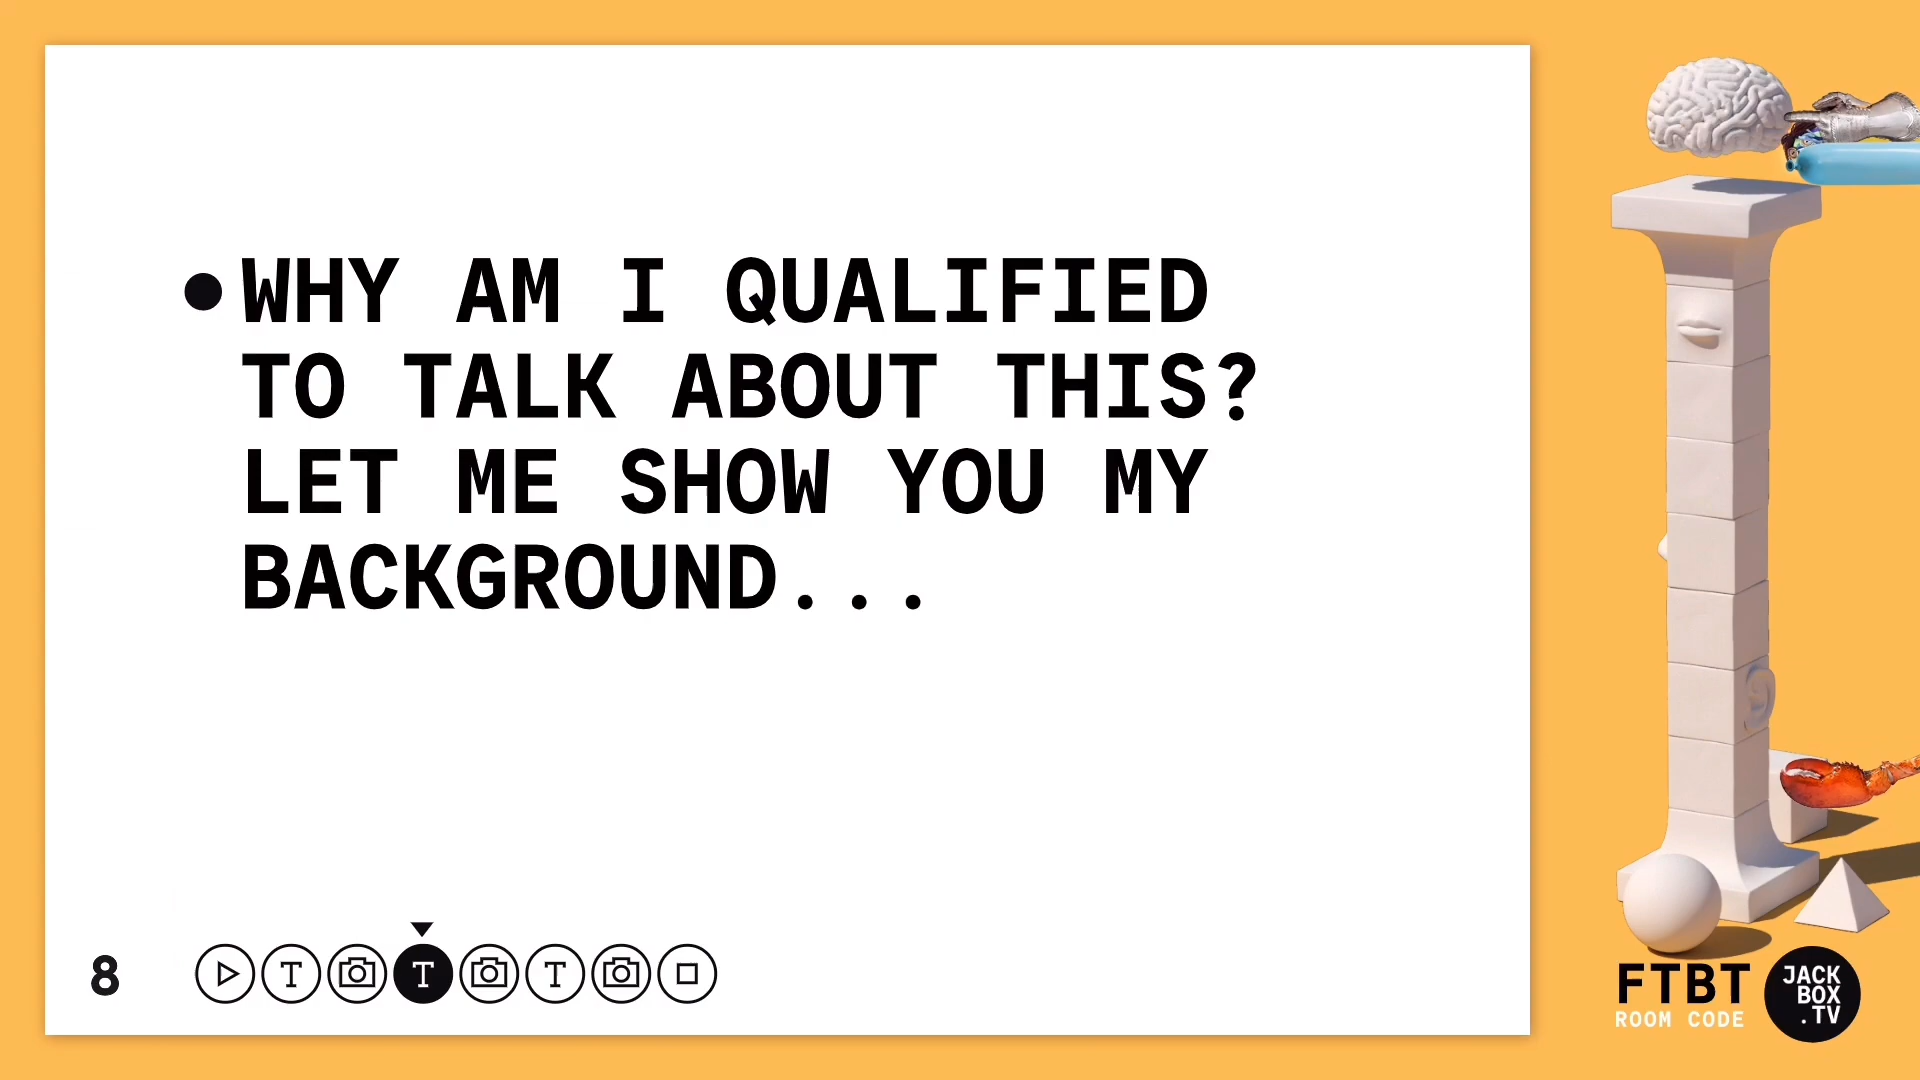 •WHY AM I QUALIFIED
TO TALK ABOUT THIS?
LET ME SHOW YOU MY
BACKGROUND...
8
T
T
T
FTBT
ROOM CODE
JACK
BOX
.TV